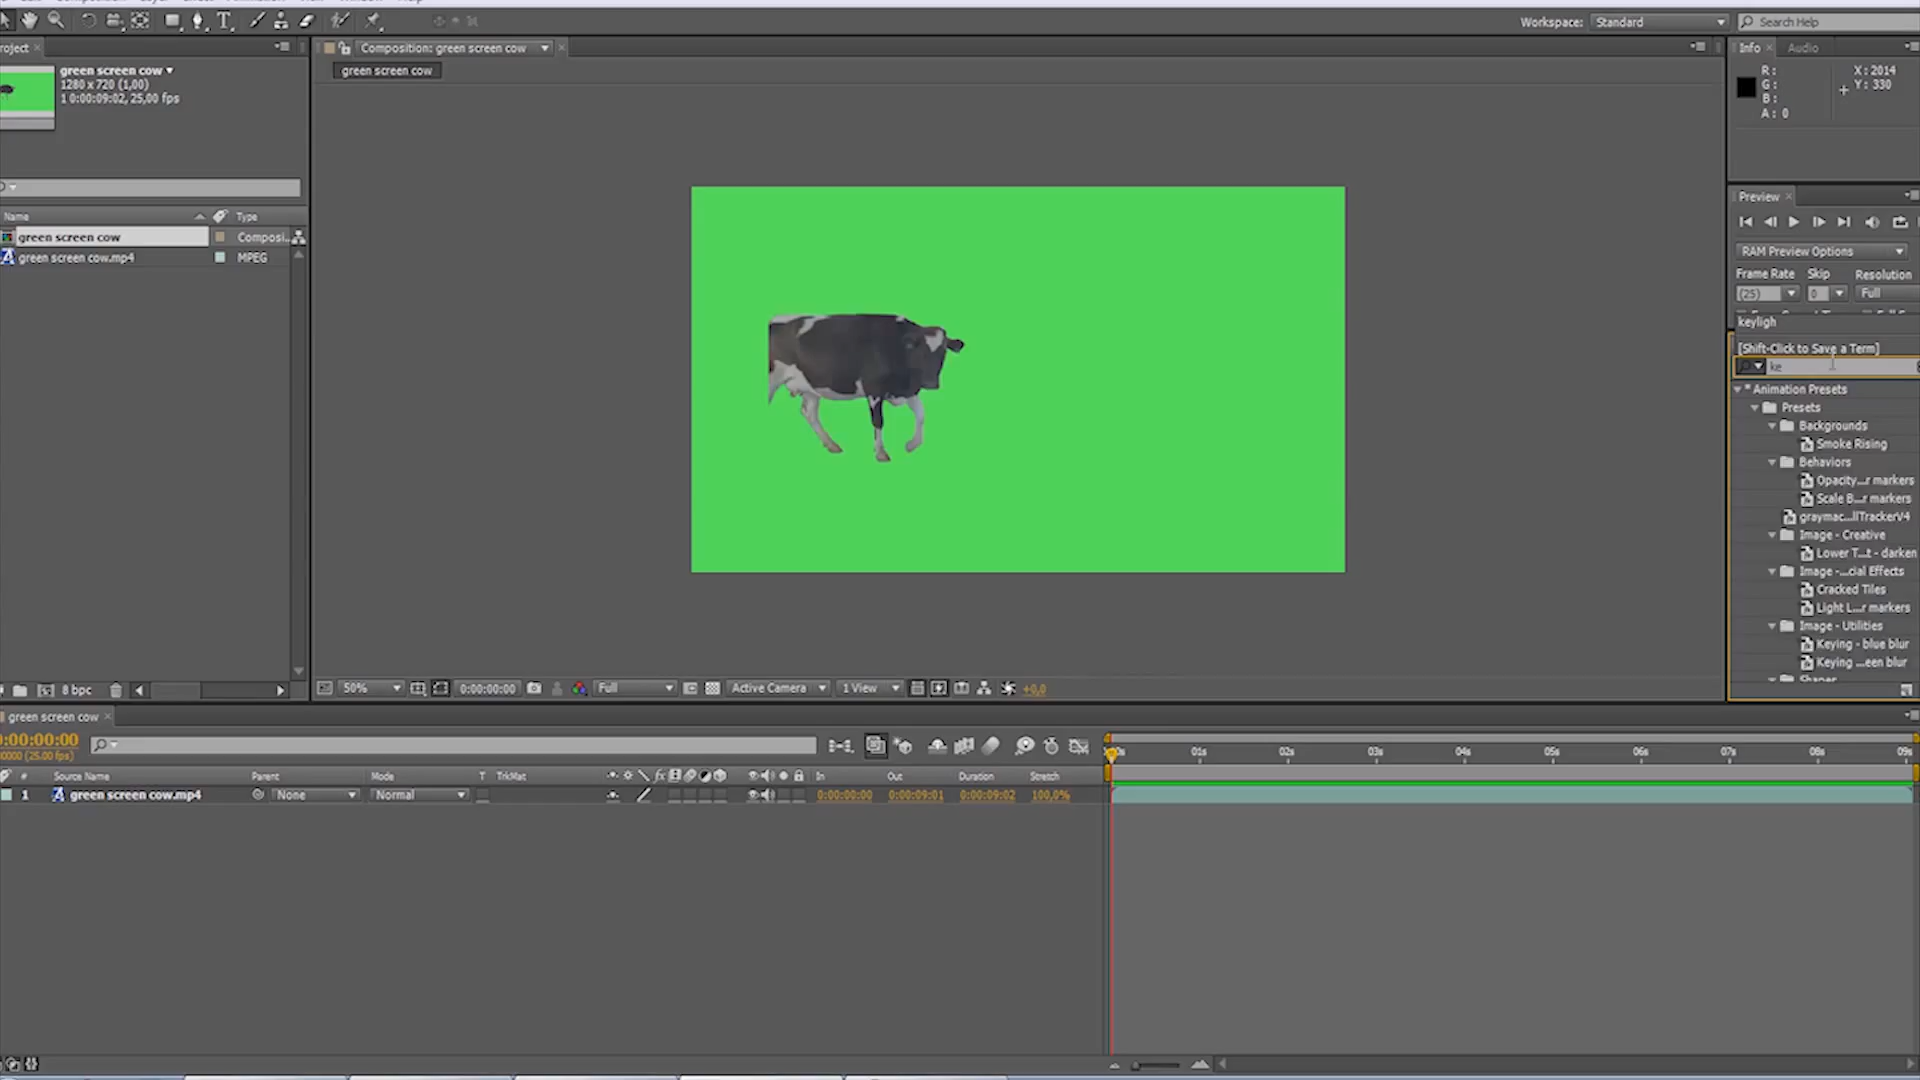 Workspace: Standard
Search Help
roject
Composition: green screen cow
Info
Audio
green screen cow
1280 x 720 (1,00)
1 0:00:09:02, 25,00 fps
green screen cow
R:
G:
B:
A: 0
X: 2014
Y: 330
Preview
Name
Type
green screen cow
Composi...
green screen cow.mp4
MPEG
RAM Preview Options
Frame Rate
Skip
Resolution
(25)
0
Full
keyligh
[Shift-Click to Save a Term]
ke
* Animation Presets
Presets
Backgrounds
Smoke Rising
Behaviors
Opacity...r markers
Scale B...r markers
graymac...llTrackerV4
Image - Creative
Lower T...t - darken
Image - ...cial Effects
Cracked Tiles
Light L...r markers
Image - Utilities
Keying - blue blur
Keying ...een blur
8 bpc
50%
0:00:00:00
Full
Active Camera
1 View
+0,0
green screen cow
0:00:00:00
0000 (25.00 fps)
01s
02s
03s
04s
05s
06s
07s
08s
09s
#
Source Name
Parent
Mode
T
TrkMat
fx
In
Out
Duration
Stretch
1
green screen cow.mp4
None
Normal
0:00:00:00
0:00:09:01
0:00:09:02
100,0%